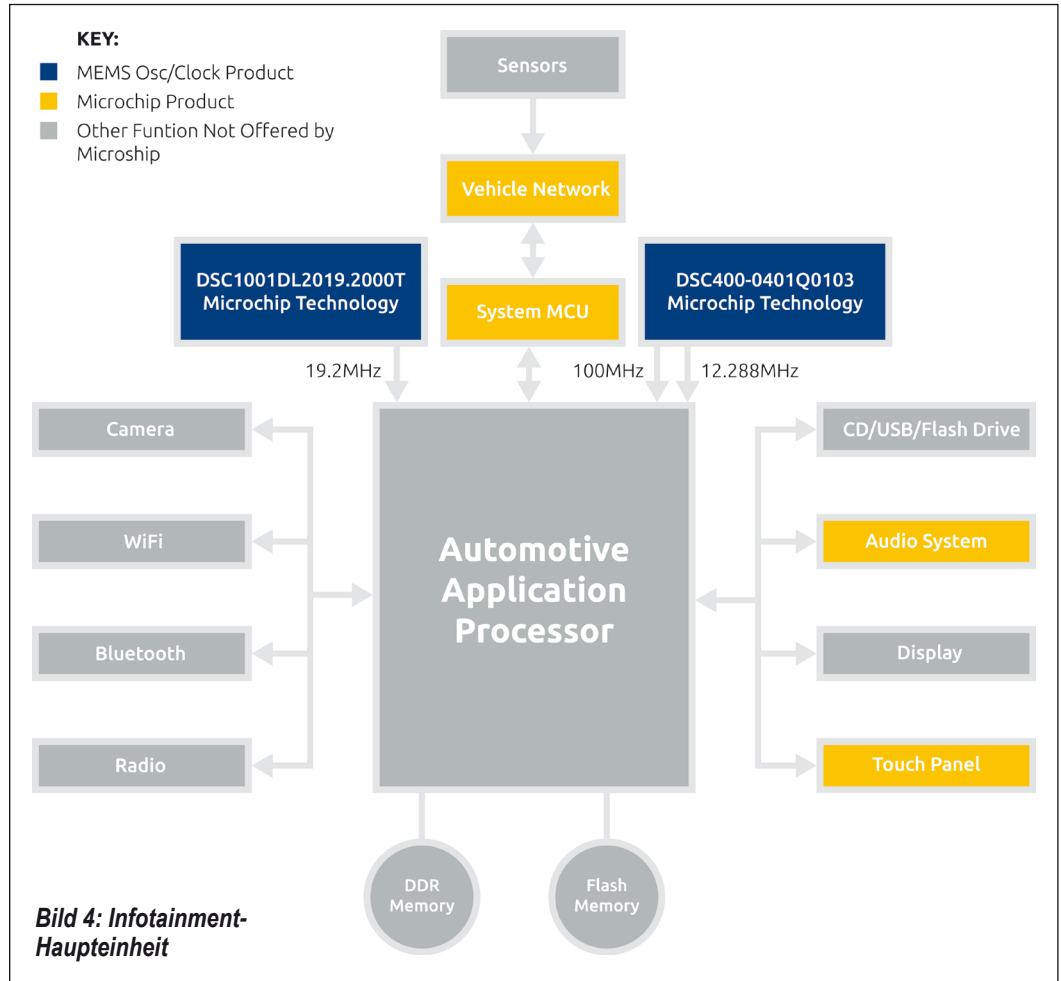 KEY:
MEMS Osc/Clock Product
Microchip Product
Other Funtion Not Offered by
Microship
Sensors
Vehicle Network
DSC1001DL2019.2000T
Microchip Technology
System MCU
DSC400-0401Q0103
Microchip Technology
19.2MHz
100MHz
12.288MHz
Camera
WiFi
Bluetooth
Radio
Automotive
Application
Processor
CD/USB/Flash Drive
Audio System
Display
Touch Panel
DDR
Memory
Flash
Memory
Bild 4: Infotainment-
Haupteinheit